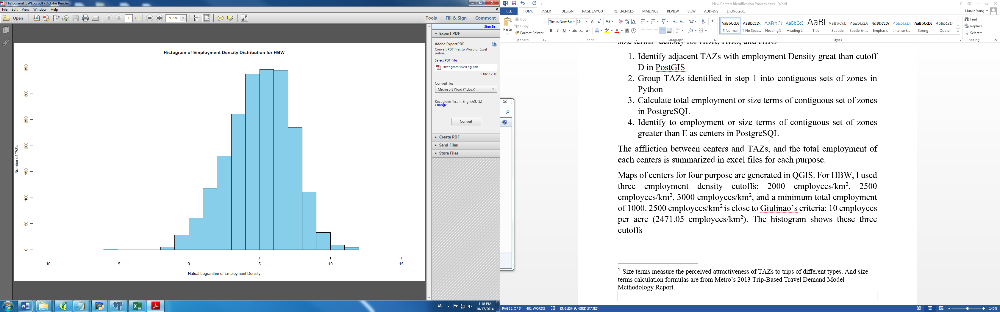 HistogramHBWLog.pdf - Adobe Reader
File Edit View Window Help
Open 1 / 1 71.8% Tools Fill & Sign Comment
Sign In
Export PDF
Adobe ExportPDF
Convert PDF files to Word or Excel
online.
Select PDF File:
HistogramHBWLog.pdf
1 file / 2 KB
Convert To:
Microsoft Word (*.docx)
Recognize Text in English(U.S.)
Change
Convert
Create PDF
Send Files
Store Files
Histogram of Employment Density Distribution for HBW
Number of TAZs
350
300
250
200
150
100
50
0
−10 −5 0 5 10 15
Natual Lograrithm of Employment Density
EN 1:18 PM
10/17/2014
New Centers Identification Process.docx - Word
FILE HOME INSERT DESIGN PAGE LAYOUT REFERENCES MAILINGS REVIEW VIEW ADD-INS EndNote X5 Huajie Yang
Paste Cut
Copy
Format Painter
Clipboard
Times New Ro 16
Font
Paragraph
AaBbCcDc AaBbCcDc AaBbCc AaBbCcC AaB AaBbCcC AaBbCcDc AaBbCcDc AaBbCcDc AaBbCcDc AaBbCcDc
¶ Normal ¶ No Spac... Heading 1 Heading 2 Title Subtitle Subtle Em... Emphasis Intense E... Strong Quote
Styles
Find
Replace
Select
Editing
size terms' density for HBR, HBS, and HBO
1. Identify adjacent TAZs with employment Density great than cutoff
D in PostGIS
2. Group TAZs identified in step 1 into contiguous sets of zones in
Python
3. Calculate total employment or size terms of contiguous set of zones
in PostgreSQL
4. Identify to employment or size terms of contiguous set of zones
greater than E as centers in PostgreSQL
The affliction between centers and TAZs, and the total employment of
each centers is summarized in excel files for each purpose.
Maps of centers for four purpose are generated in QGIS. For HBW, I used
three employment density cutoffs: 2000 employees/km², 2500
employees/km², 3000 employees/km², and a minimum total employment
of 1000. 2500 employees/km² is close to Giulinao’s criteria: 10 employees
per acre (2471.05 employees/km²). The histogram shows these three
cutoffs
1 Size terms measure the perceived attractiveness of TAZs to trips of different types. And size
terms calculation formulas are from Metro’s 2013 Trip-Based Travel Demand Model
Methodology Report.
PAGE 1 OF 3 481 WORDS ENGLISH (UNITED STATES) 140%